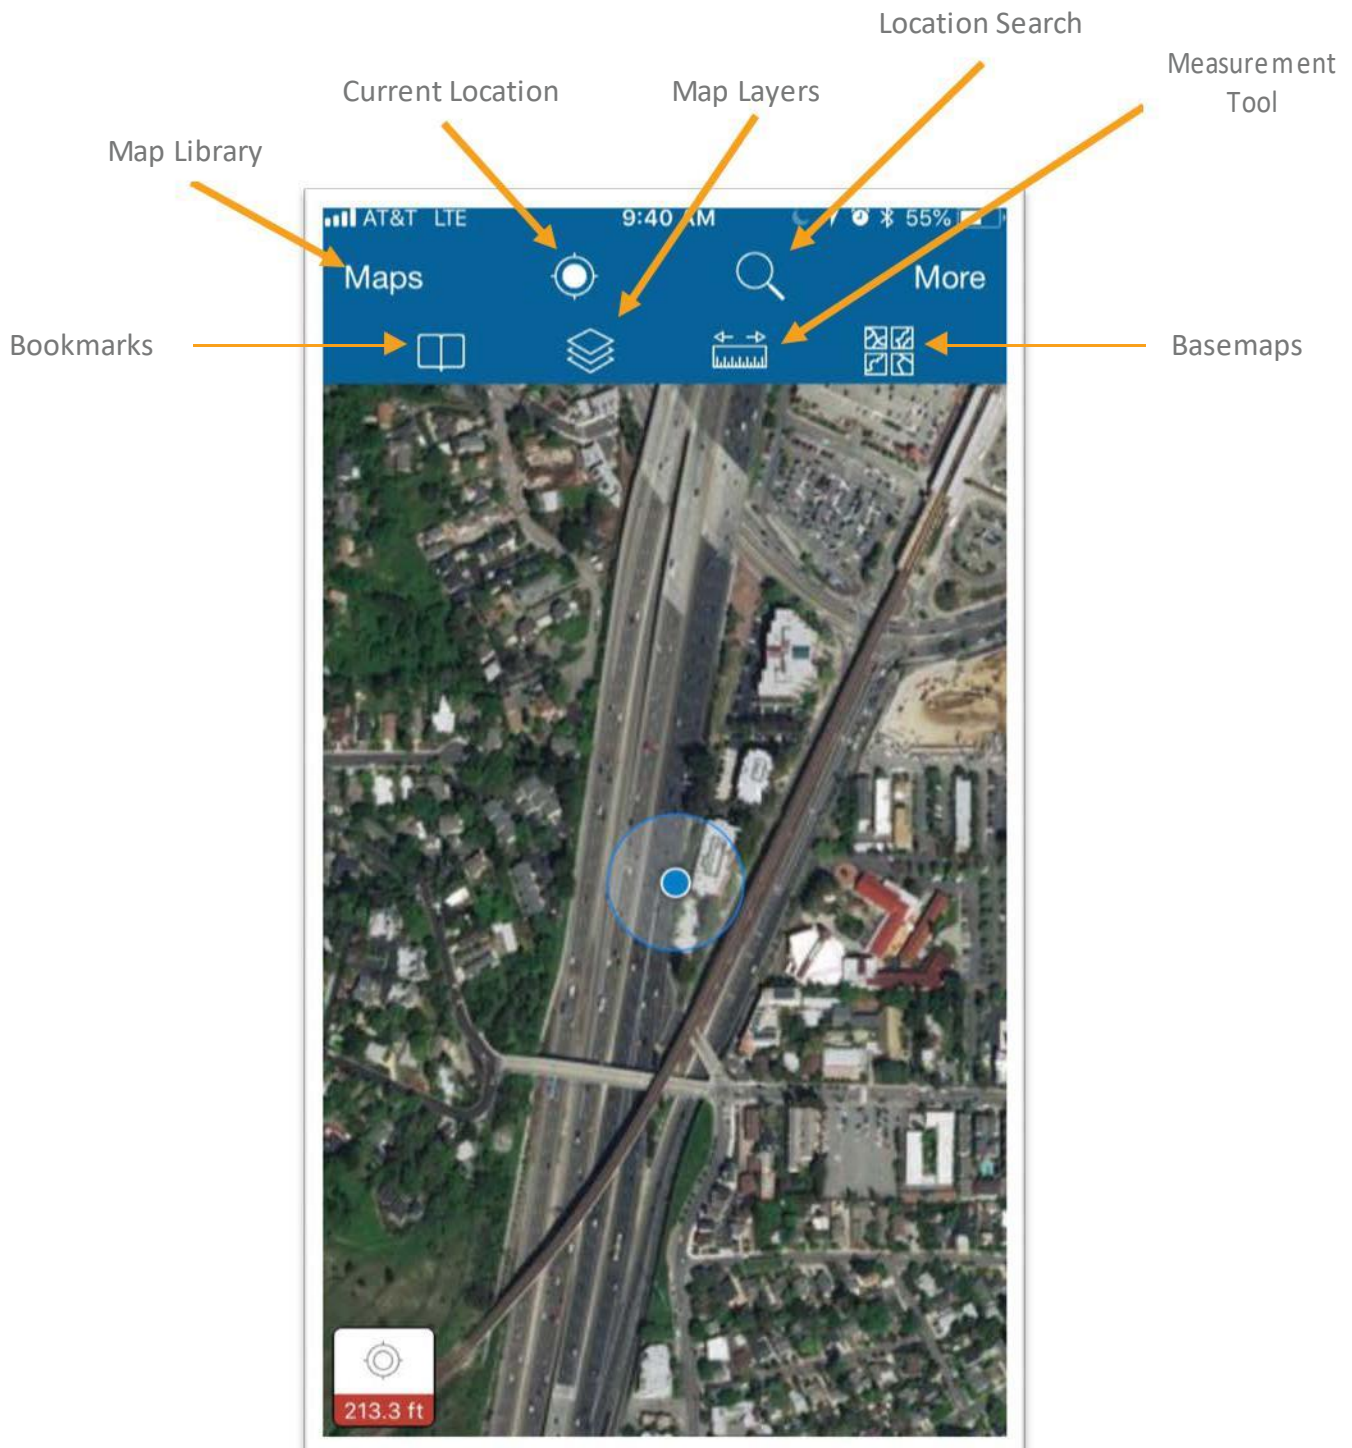 Location Search
Measurement
Tool
Current Location
Map Layers
Map Library
AT&T LTE
9:40 AM
55%
Maps
More
Bookmarks
Basemaps
213.3 ft